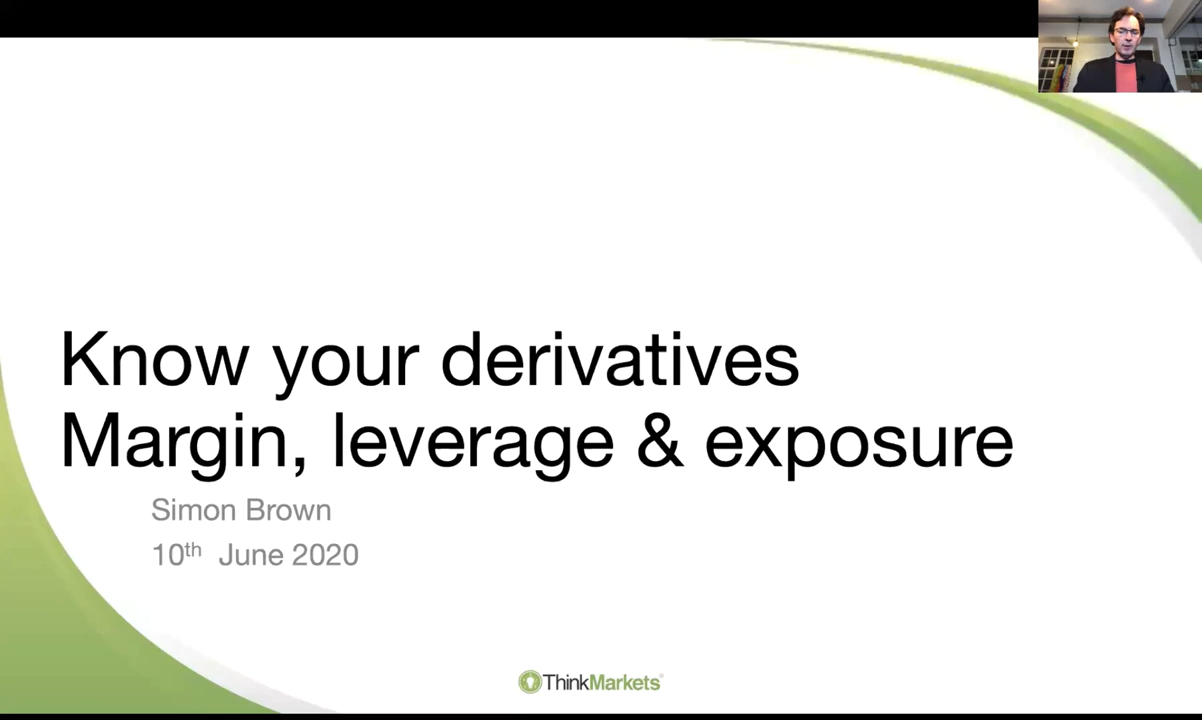 Know your derivatives
Margin, leverage & exposure
Simon Brown
10th June 2020
ThinkMarkets